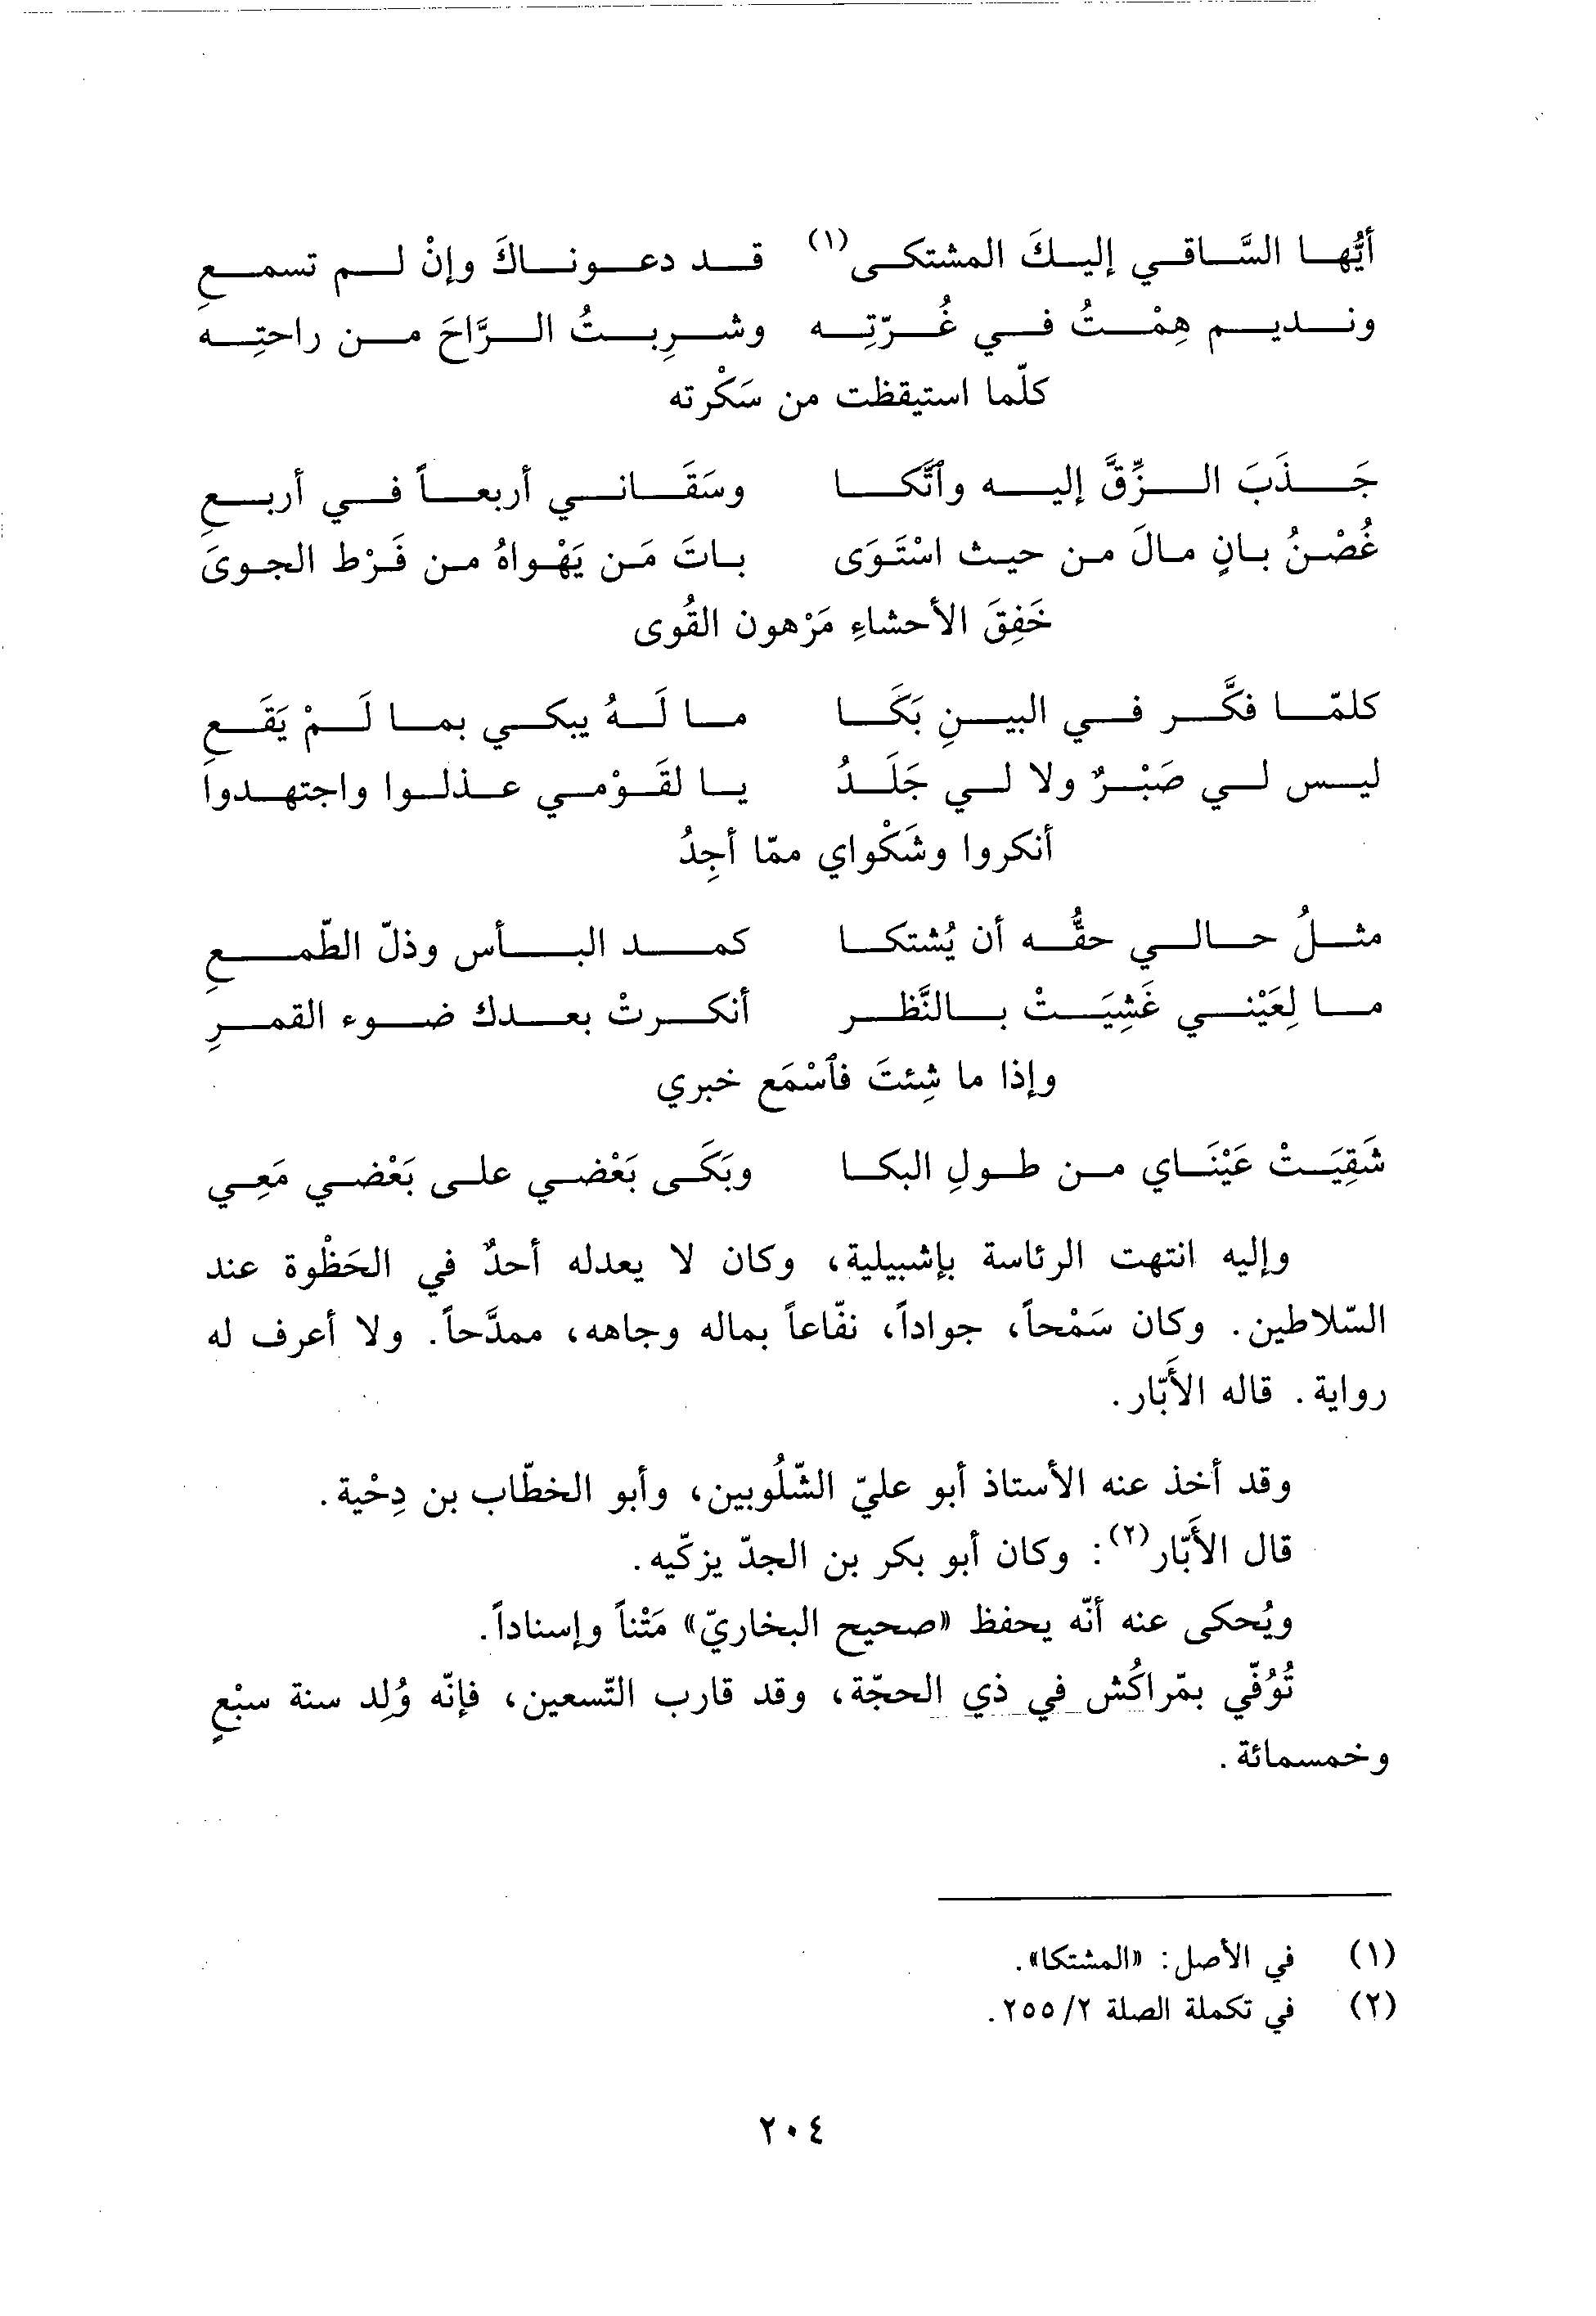 أيُّها السَّاقي إليكَ المشتكى(١) قد دعوناكَ وإنْ لم تسمعِ
ونديم هِمْتُ في غُرّتِه وشرِبتُ الرَّاحَ من راحتِه
كلّما استيقظت من سَكْرته
جَذَبَ الزِّقَّ إليه وٱتَّكا وسَقَاني أربعاً في أربعِ
غُصْنُ بانٍ مالَ من حيث اسْتَوَى باتَ مَن يَهْواهُ من فَرْط الجوىَ
خَفِقَ الأحشاءِ مَرْهون القُوى
كلمّا فكَّر في البينِ بَكَا ما لَهُ يبكي بما لَمْ يَقَعِ
ليس لي صَبْرٌ ولا لي جَلَدُ يا لقَوْمي عذلوا واجتهدوا
أنكروا وشَكْواي ممّا أجِدُ
مثلُ حالي حقُّه أن يُشتكا كمد البأس وذلّ الطّمعِ
ما لِعَيْني غَشِيَتْ بالنَّظر أنكرتْ بعدك ضوء القمرِ
وإذا ما شِئتَ فٱسْمَع خبري
شَقِيَتْ عَيْنَاي من طولِ البكا وبَكَى بَعْضي على بَعْضي مَعِي
وإليه انتهت الرئاسة بإشبيلية، وكان لا يعدله أحدٌ في الحَظْوة عند
السّلاطين. وكان سَمْحاً، جواداً، نفّاعاً بماله وجاهه، ممدَّحاً. ولا أعرف له
رواية. قاله الأَبّار.
وقد أخذ عنه الأستاذ أبو عليّ الشّلُوبين، وأبو الخطّاب بن دِحْية.
قال الأَبّار(٢): وكان أبو بكر بن الجدّ يزكّيه.
ويُحكى عنه أنّه يحفظ «صحيح البخاريّ» مَتْناً وإسناداً.
تُوُفّي بمّراكُش في ذي الحجّة، وقد قارب التّسعين، فإنّه وُلِد سنة سبْعٍ
وخمسمائة.
(١) في الأصل: «المشتكا».
(٢) في تكملة الصلة ٢/ ٢٥٥.
٢٠٤